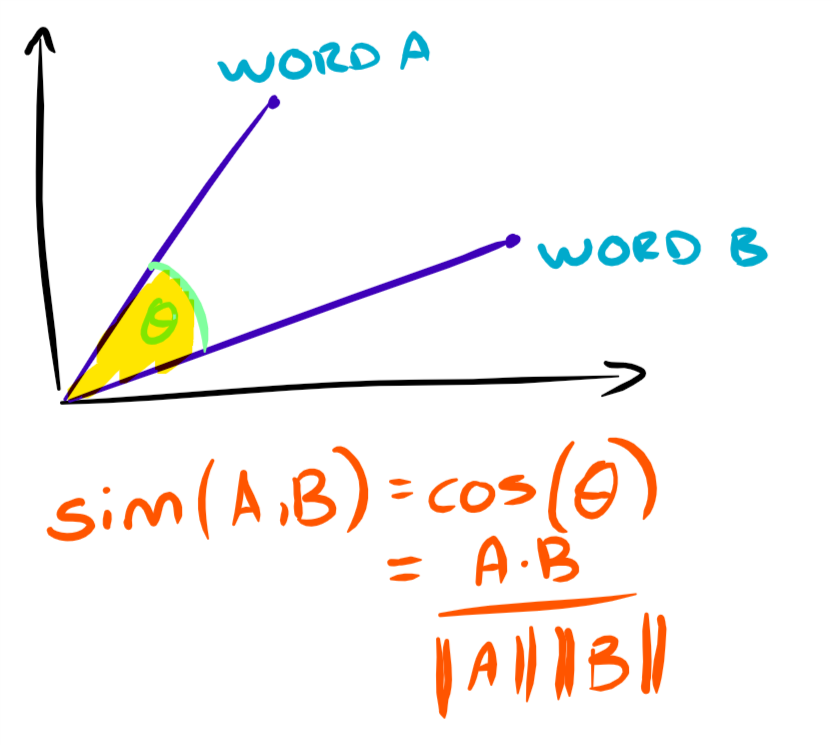 WORD A
WORD B
θ
sim(A,B) = cos(θ)
= A·B
‖A‖‖B‖